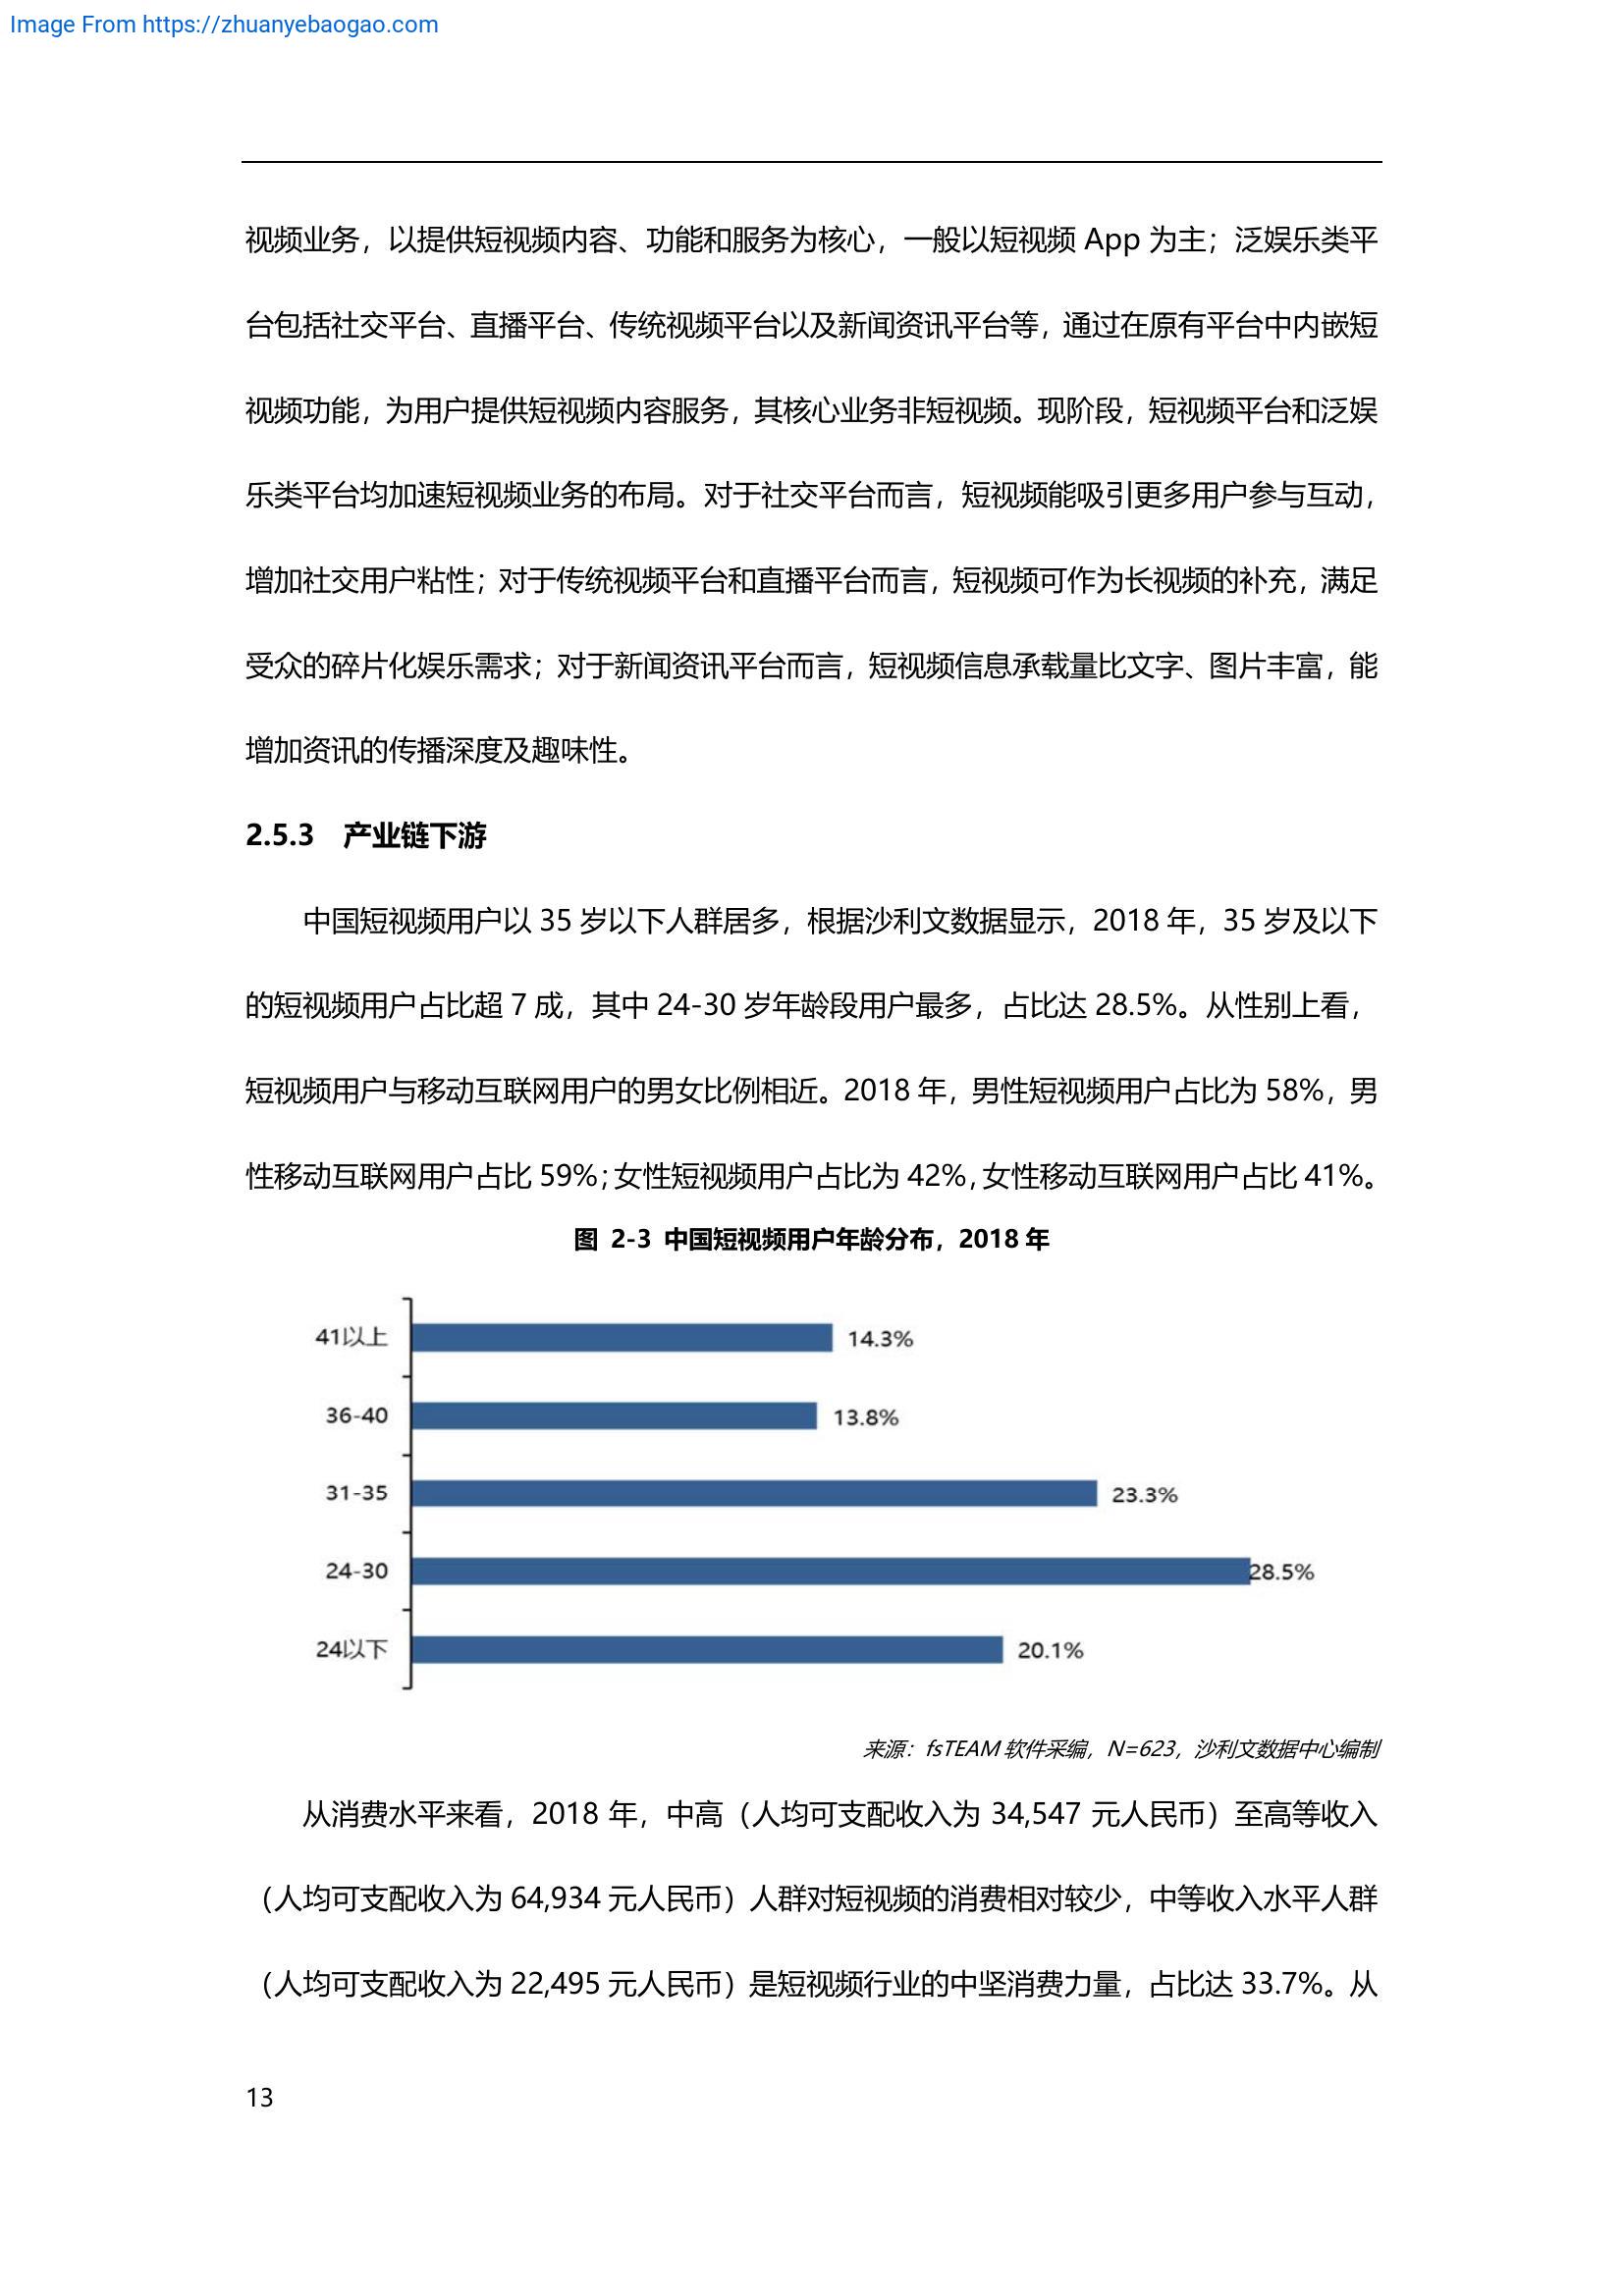 Image From https://zhuanyebaogao.com
视频业务，以提供短视频内容、功能和服务为核心，一般以短视频 App 为主；泛娱乐类平
台包括社交平台、直播平台、传统视频平台以及新闻资讯平台等，通过在原有平台中内嵌短
视频功能，为用户提供短视频内容服务，其核心业务非短视频。现阶段，短视频平台和泛娱
乐类平台均加速短视频业务的布局。对于社交平台而言，短视频能吸引更多用户参与互动，
增加社交用户粘性；对于传统视频平台和直播平台而言，短视频可作为长视频的补充，满足
受众的碎片化娱乐需求；对于新闻资讯平台而言，短视频信息承载量比文字、图片丰富，能
增加资讯的传播深度及趣味性。
2.5.3 产业链下游
中国短视频用户以 35 岁以下人群居多，根据沙利文数据显示，2018 年，35 岁及以下
的短视频用户占比超 7 成，其中 24-30 岁年龄段用户最多，占比达 28.5%。从性别上看，
短视频用户与移动互联网用户的男女比例相近。2018 年，男性短视频用户占比为 58%，男
性移动互联网用户占比 59%；女性短视频用户占比为 42%，女性移动互联网用户占比 41%。
图 2-3 中国短视频用户年龄分布，2018 年
41以上 14.3%
36-40 13.8%
31-35 23.3%
24-30 28.5%
24以下 20.1%
来源：fsTEAM 软件采编，N=623，沙利文数据中心编制
从消费水平来看，2018 年，中高（人均可支配收入为 34,547 元人民币）至高等收入
（人均可支配收入为 64,934 元人民币）人群对短视频的消费相对较少，中等收入水平人群
（人均可支配收入为 22,495 元人民币）是短视频行业的中坚消费力量，占比达 33.7%。从
13